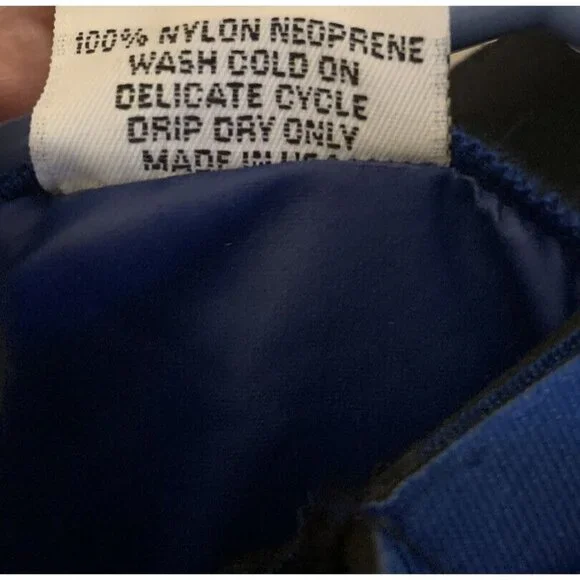 100% NYLON NEOPRENE
WASH COLD ON
DELICATE CYCLE
DRIP DRY ONLY
MADE IN USA